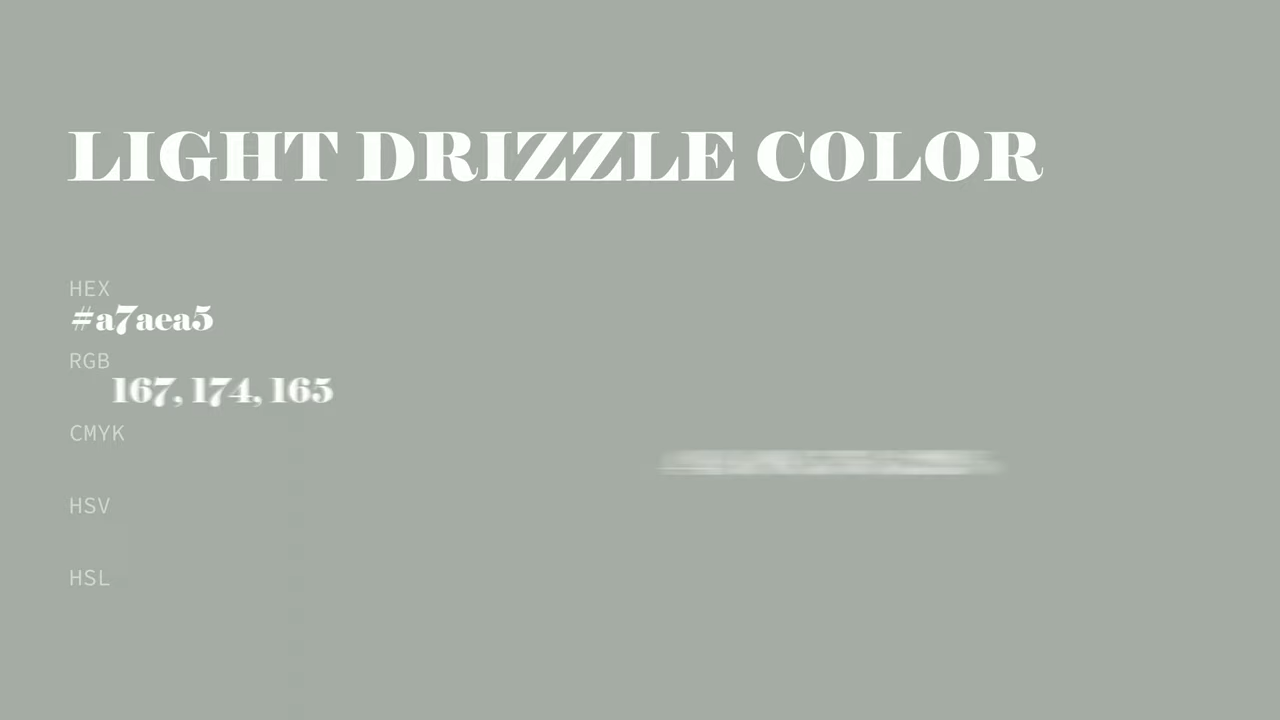 LIGHT DRIZZLE COLOR
HEX
#a7aea5
RGB
167, 174, 165
CMYK
HSV
HSL